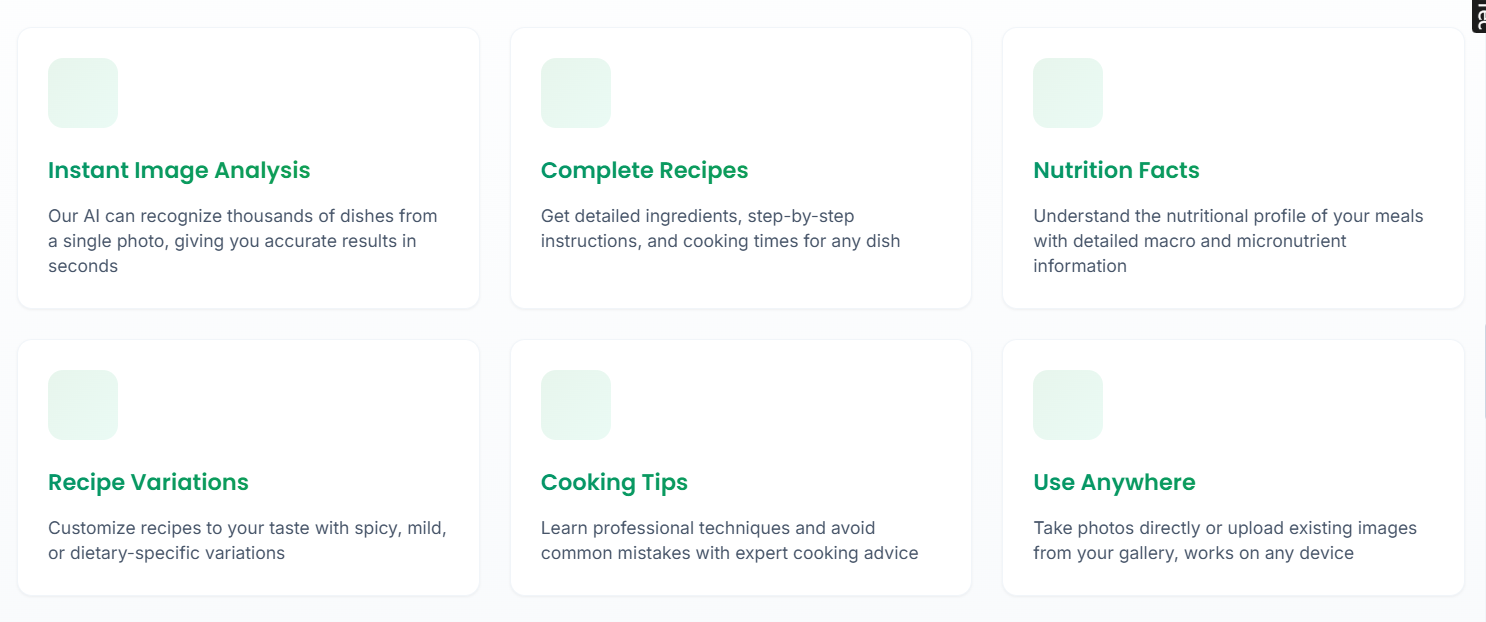 Instant Image Analysis
Our AI can recognize thousands of dishes from
a single photo, giving you accurate results in
seconds
Complete Recipes
Get detailed ingredients, step-by-step
instructions, and cooking times for any dish
Nutrition Facts
Understand the nutritional profile of your meals
with detailed macro and micronutrient
information
Recipe Variations
Customize recipes to your taste with spicy, mild,
or dietary-specific variations
Cooking Tips
Learn professional techniques and avoid
common mistakes with expert cooking advice
Use Anywhere
Take photos directly or upload existing images
from your gallery, works on any device